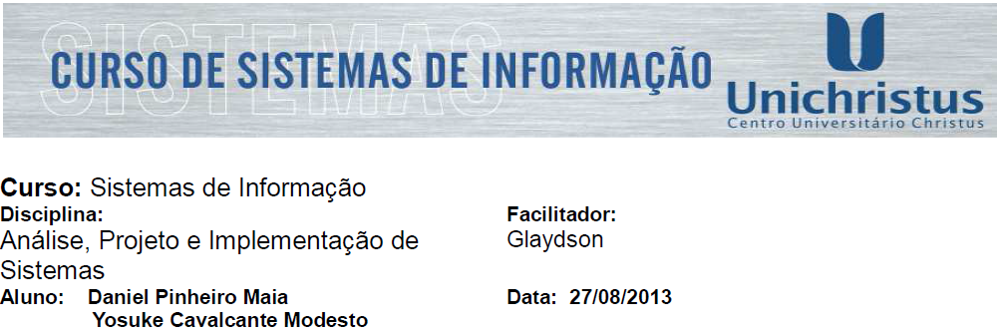 SISTEMAS
CURSO DE SISTEMAS DE INFORMAÇÃO
Unichristus
Centro Universitário Christus
Curso: Sistemas de Informação
Disciplina:
Facilitador:
Análise, Projeto e Implementação de
Glaydson
Sistemas
Aluno: Daniel Pinheiro Maia
Data: 27/08/2013
Yosuke Cavalcante Modesto